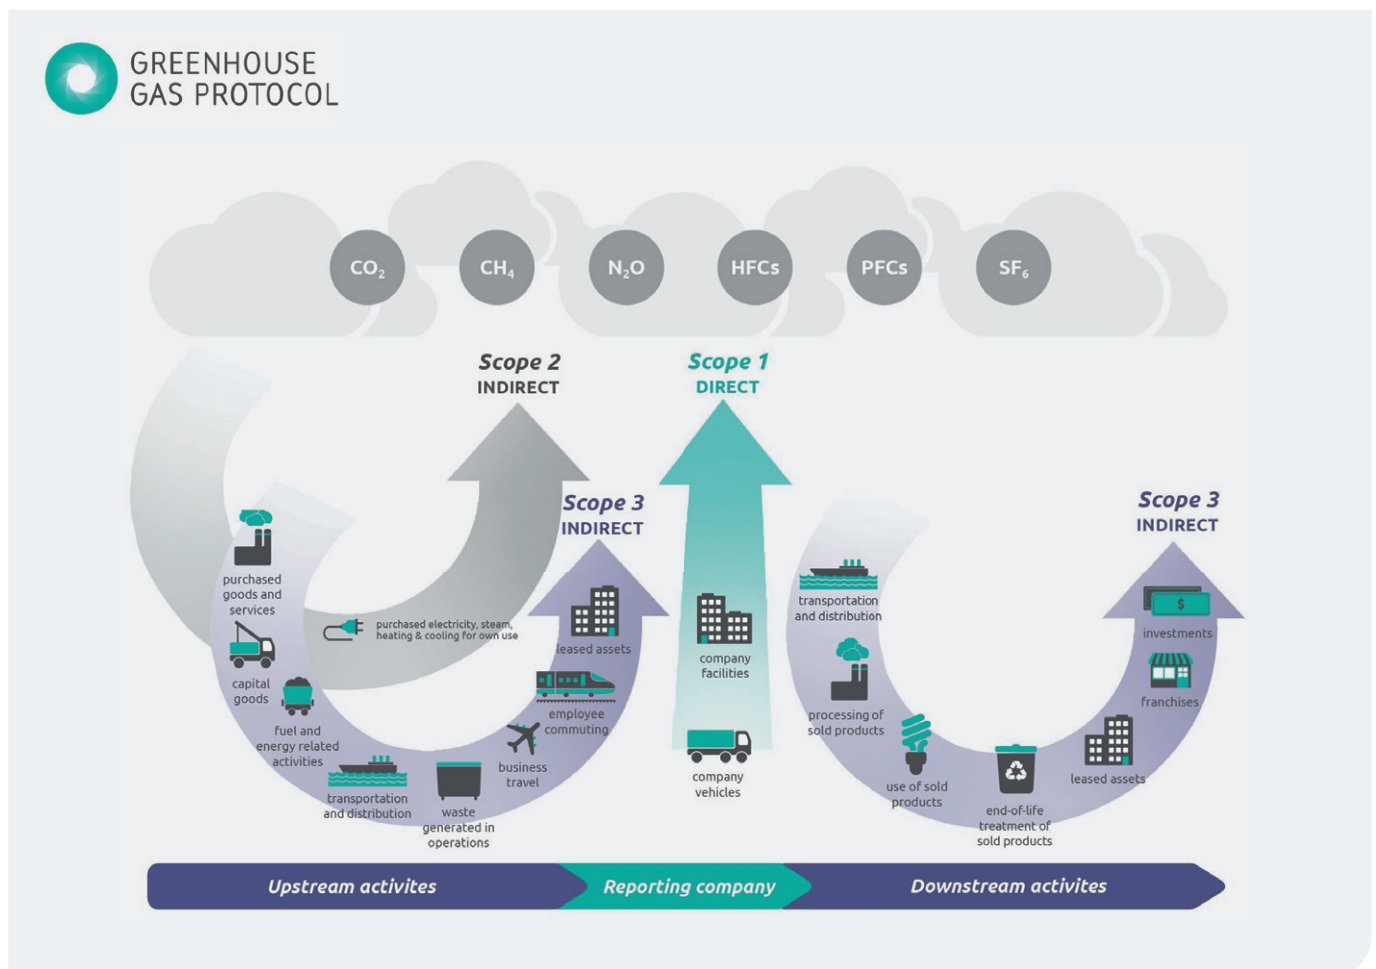 GREENHOUSE
GAS PROTOCOL
CO₂
CH₄
N₂O
HFCs
PFCs
SF₆
Scope 2
INDIRECT
Scope 1
DIRECT
Scope 3
INDIRECT
Scope 3
INDIRECT
purchased
goods and
services
capital
goods
fuel and
energy related
activities
transportation
and distribution
waste
generated in
operations
business
travel
employee
commuting
leased assets
purchased electricity, steam,
heating & cooling for own use
company
facilities
company
vehicles
transportation
and distribution
processing of
sold products
use of sold
products
end-of-life
treatment of
sold products
leased assets
franchises
$
investments
Upstream activites
Reporting company
Downstream activites